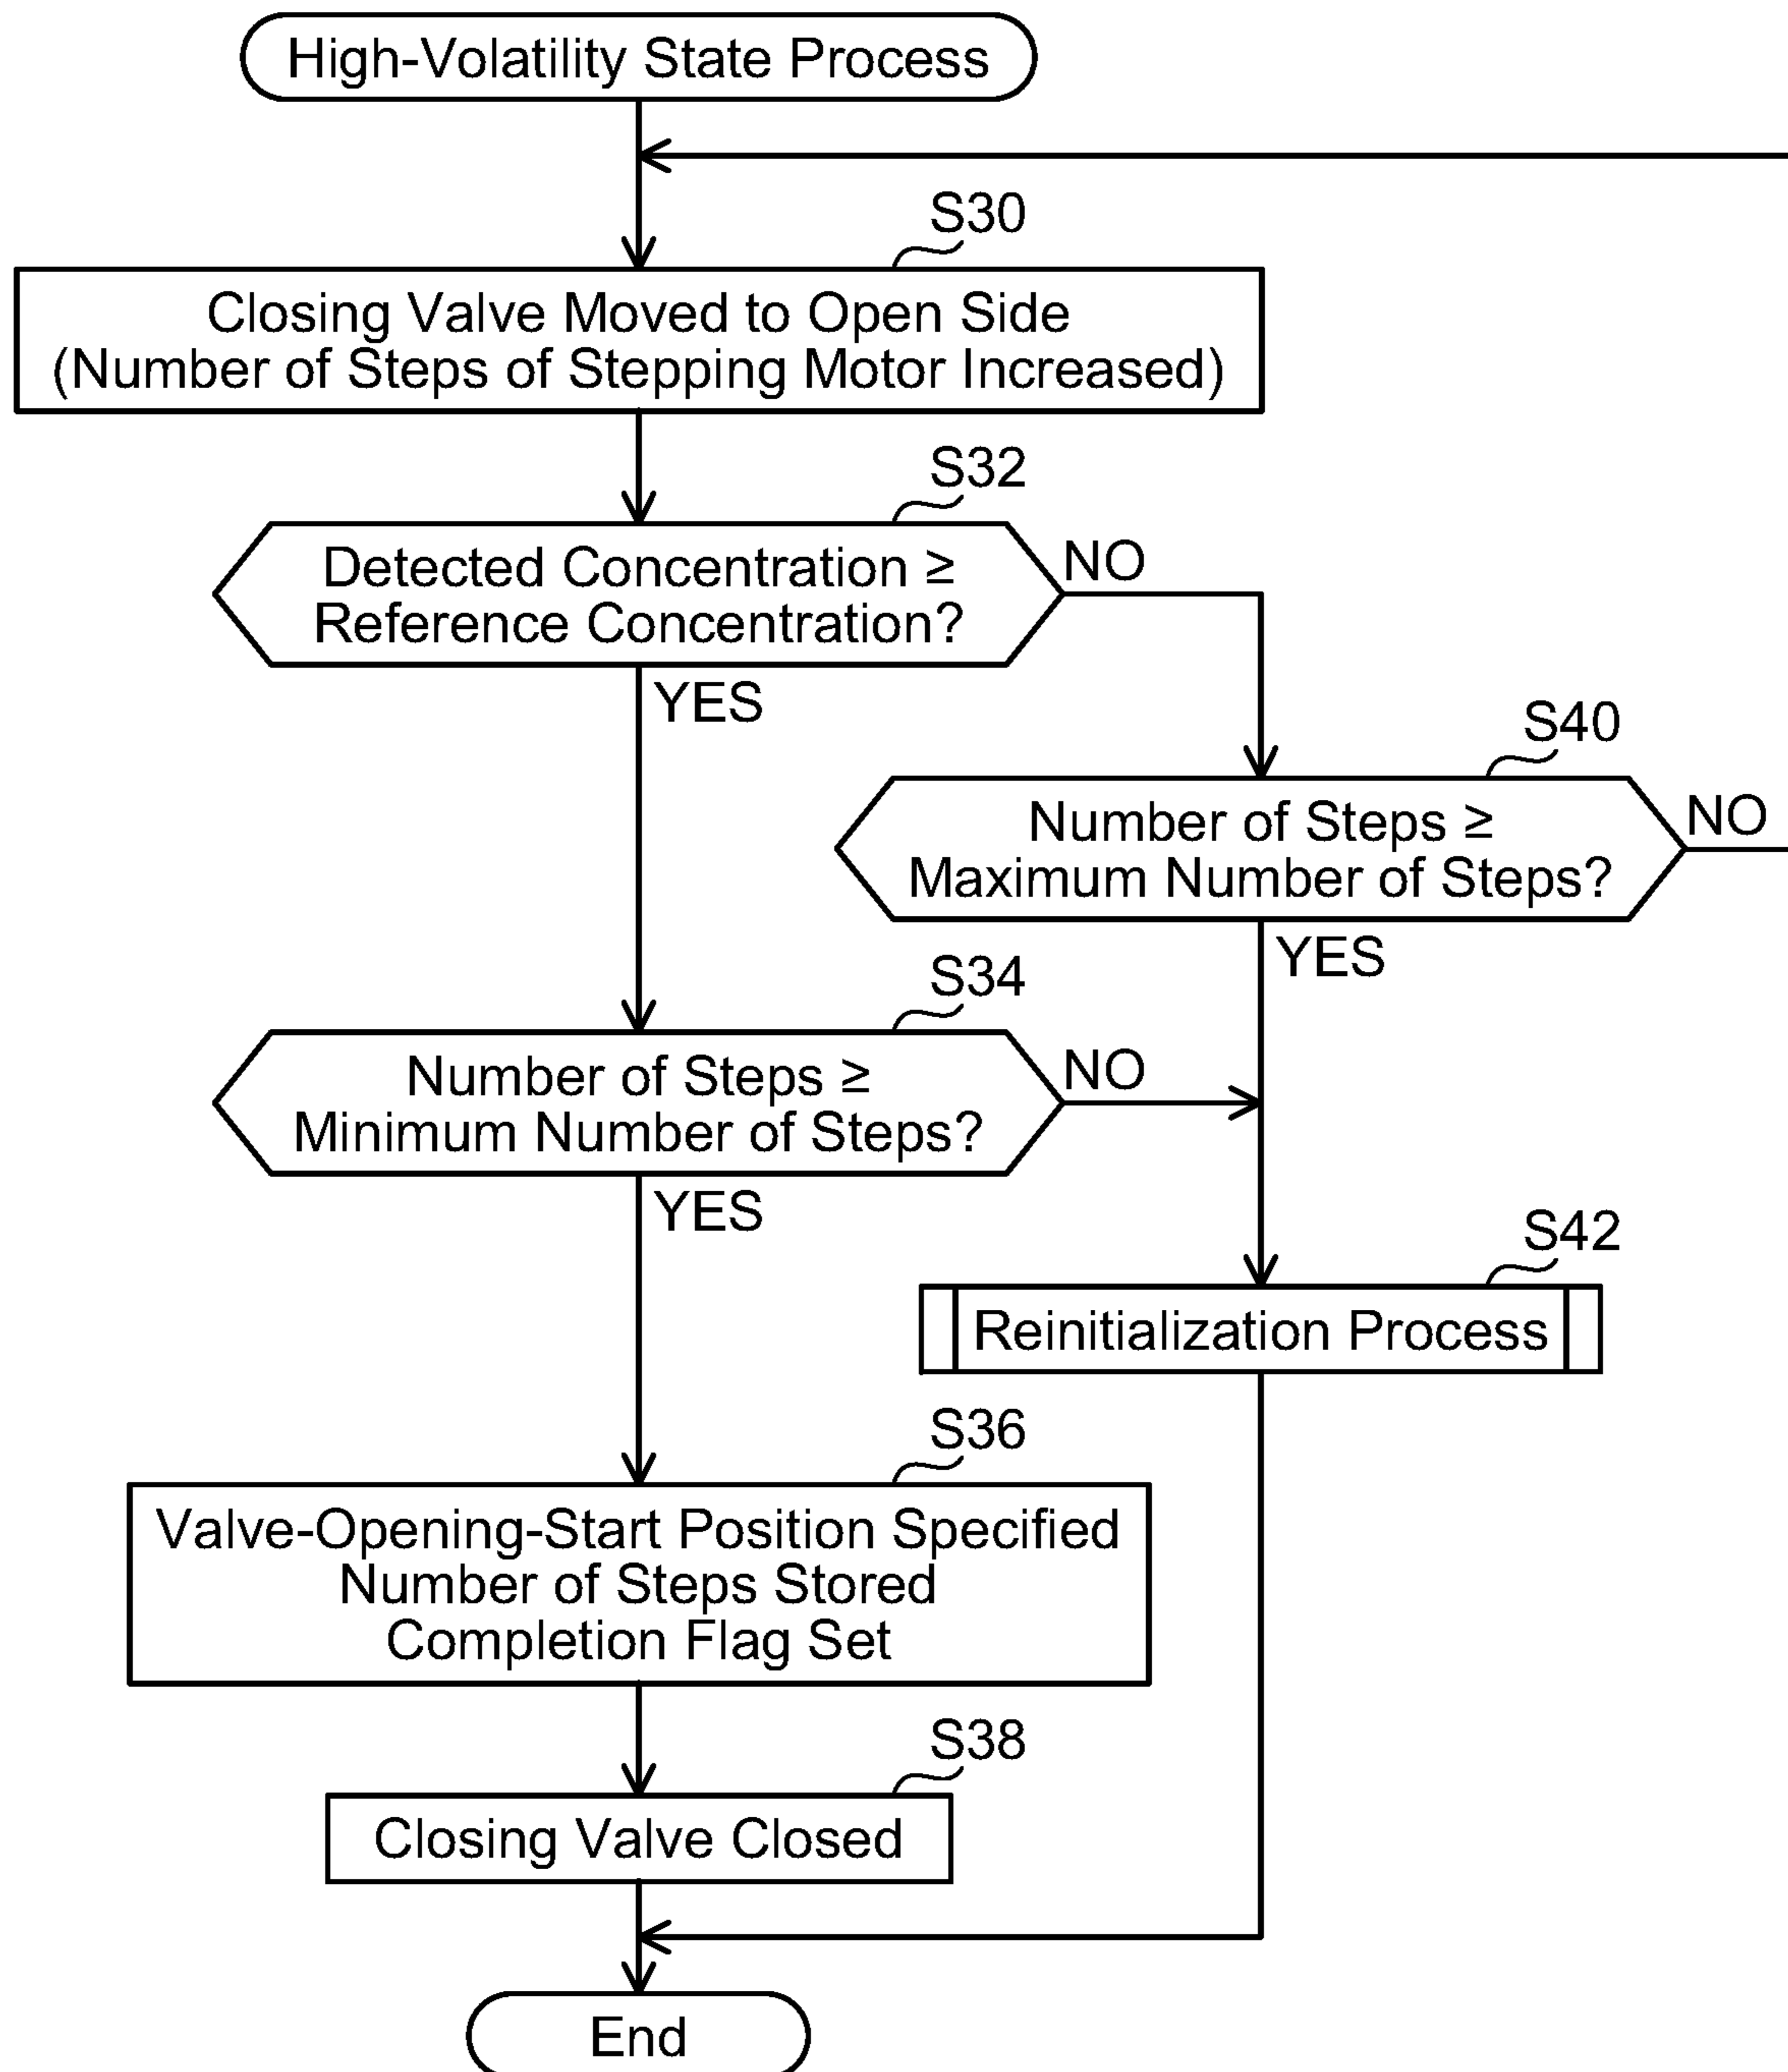 High-Volatility State Process
S30
Closing Valve Moved to Open Side
(Number of Steps of Stepping Motor Increased)
S32
Detected Concentration ≥
Reference Concentration?
NO
YES
S40
Number of Steps ≥
Maximum Number of Steps?
NO
YES
S34
Number of Steps ≥
Minimum Number of Steps?
NO
YES
S42
Reinitialization Process
S36
Valve-Opening-Start Position Specified
Number of Steps Stored
Completion Flag Set
S38
Closing Valve Closed
End